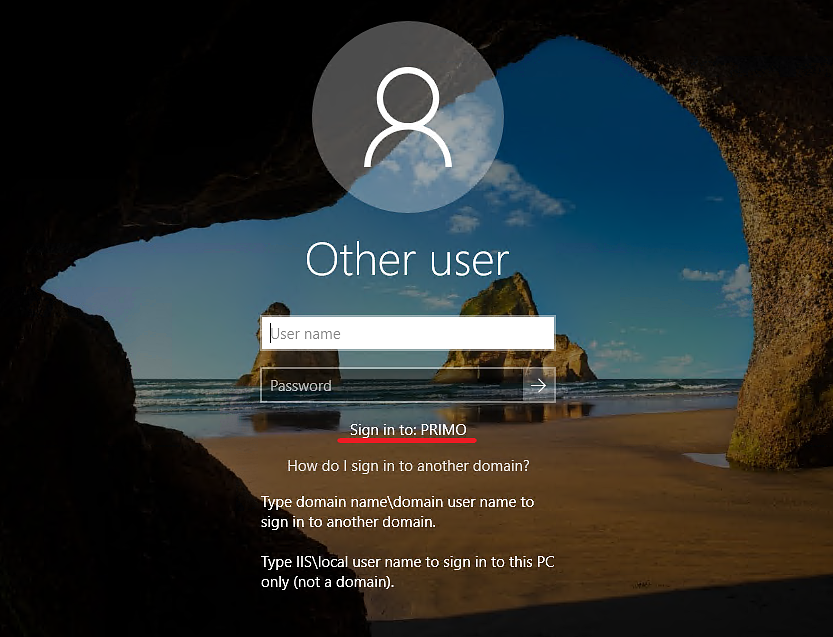 Other user
User name
Password
Sign in to: PRIMO
How do I sign in to another domain?
Type domain name\domain user name to
sign in to another domain.
Type IIS\local user name to sign in to this PC
only (not a domain).